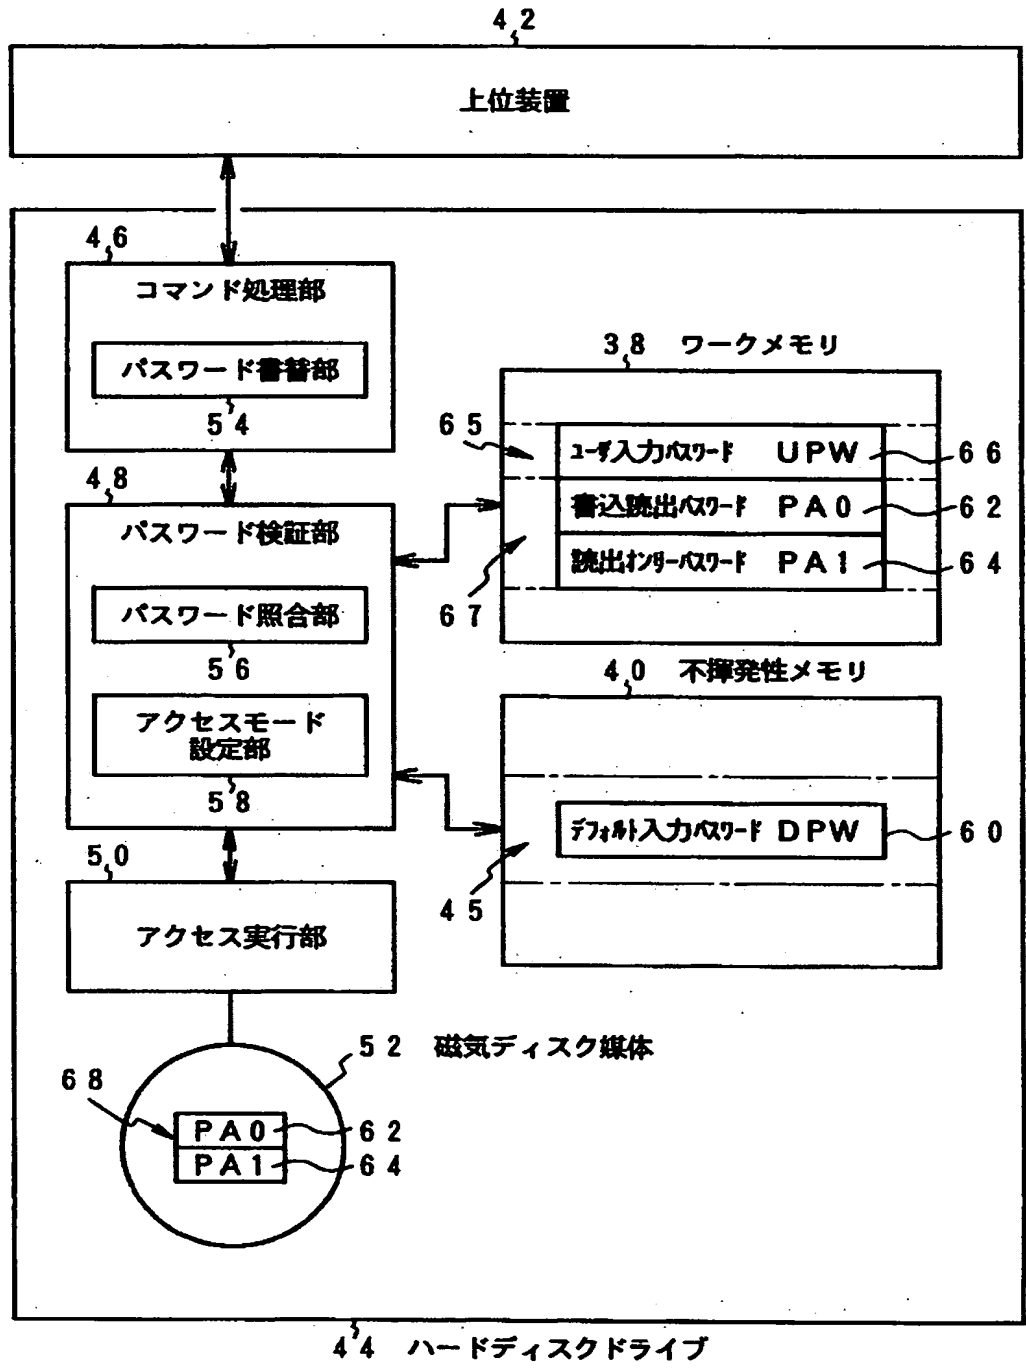 42
上位装置
46
コマンド処理部
パスワード書替部
54
38 ワークメモリ
65
ユーザ入力パスワード UPW 66
書込読出パスワード PA0 62
読出オンリーパスワード PA1 64
67
48
パスワード検証部
パスワード照合部
56
アクセスモード
設定部
58
40 不揮発性メモリ
デフォルト入力パスワード DPW 60
45
50
アクセス実行部
52 磁気ディスク媒体
68
PA0 62
PA1 64
44 ハードディスクドライブ